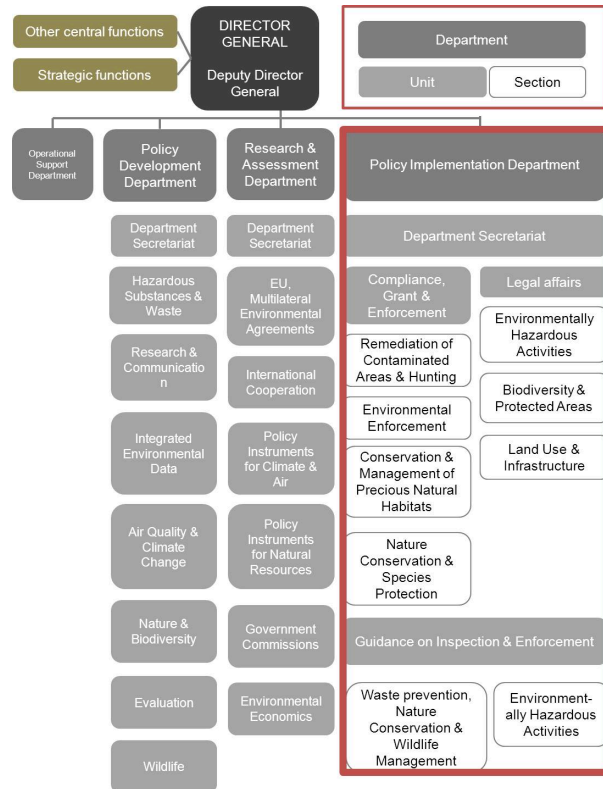 Other central functions
Strategic functions
DIRECTOR
GENERAL
Deputy Director
General
Department
Unit
Section
Operational
Support
Department
Policy
Development
Department
Research &
Assessment
Department
Policy Implementation Department
Department
Secretariat
Hazardous
Substances &
Waste
Research &
Communicatio
n
Integrated
Environmental
Data
Air Quality &
Climate
Change
Nature &
Biodiversity
Evaluation
Wildlife
Department
Secretariat
EU,
Multilateral
Environmental
Agreements
International
Cooperation
Policy
Instruments
for Climate &
Air
Policy
Instruments
for Natural
Resources
Government
Commissions
Environmental
Economics
Department Secretariat
Compliance,
Grant &
Enforcement
Remediation of
Contaminated
Areas & Hunting
Environmental
Enforcement
Conservation &
Management of
Precious Natural
Habitats
Nature
Conservation &
Species
Protection
Legal affairs
Environmentally
Hazardous
Activities
Biodiversity &
Protected Areas
Land Use &
Infrastructure
Guidance on Inspection & Enforcement
Waste prevention,
Nature
Conservation &
Wildlife
Management
Environment-
ally Hazardous
Activities